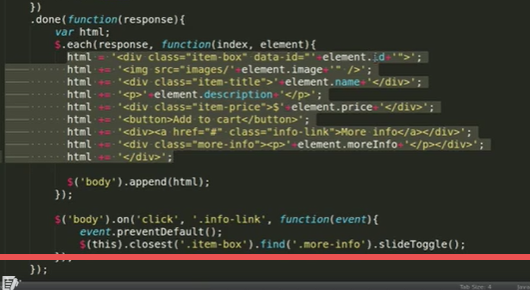 })
.done(function(response){
var html;
$.each(response, function(index, element){
html = '<div class="item-box" data-id="'+element.id+'">';
html += '<img src="images/'+element.image+'" />';
html += '<div class="item-title">'+element.name+'</div>';
html += '<p>'+element.description+'</p>';
html += '<div class="item-price">$'+element.price+'</div>';
html += '<button>Add to cart</button>';
html += '<div><a href="#" class="info-link">More info</a></div>';
html += '<div class="more-info"><p>'+element.moreInfo+'</p></div>';
html += '</div>';
$('body').append(html);
});
$('body').on('click', '.info-link', function(event){
event.preventDefault();
$(this).closest('.item-box').find('.more-info').slideToggle();
});
});
Tab Size: 4